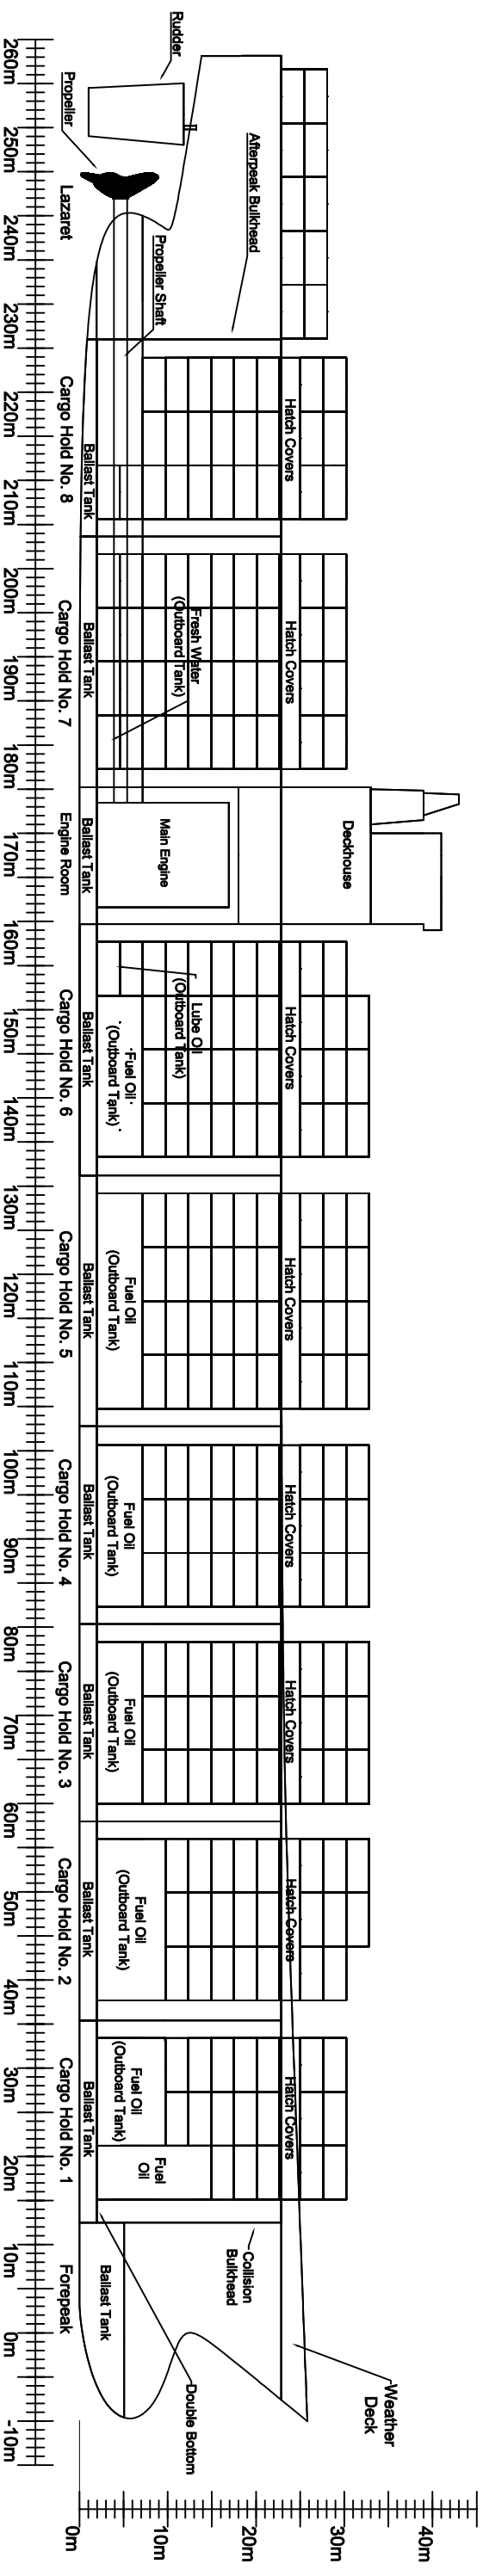 Rudder
Propeller
Afterpeak Bulkhead
Propeller Shaft
Hatch Covers
Hatch Covers
Fresh Water
(Outboard Tank)
Main Engine
Deckhouse
Hatch Covers
Lube Oil
(Outboard Tank)
Fuel Oil
(Outboard Tank)
Hatch Covers
Fuel Oil
(Outboard Tank)
Hatch Covers
Fuel Oil
(Outboard Tank)
Hatch Covers
Fuel Oil
(Outboard Tank)
Hatch Covers
Fuel Oil
(Outboard Tank)
Hatch Covers
Fuel Oil
(Outboard Tank)
Fuel
Oil
Collision
Bulkhead
Weather
Deck
Double Bottom
Ballast Tank
Ballast Tank
Ballast Tank
Ballast Tank
Ballast Tank
Ballast Tank
Ballast Tank
Ballast Tank
Ballast Tank
Ballast Tank
Lazaret
Cargo Hold No. 8
Cargo Hold No. 7
Engine Room
Cargo Hold No. 6
Cargo Hold No. 5
Cargo Hold No. 4
Cargo Hold No. 3
Cargo Hold No. 2
Cargo Hold No. 1
Forepeak
260m 250m 240m 230m 220m 210m 200m 190m 180m 170m 160m 150m 140m 130m 120m 110m 100m 90m 80m 70m 60m 50m 40m 30m 20m 10m 0m -10m
40m
30m
20m
10m
0m